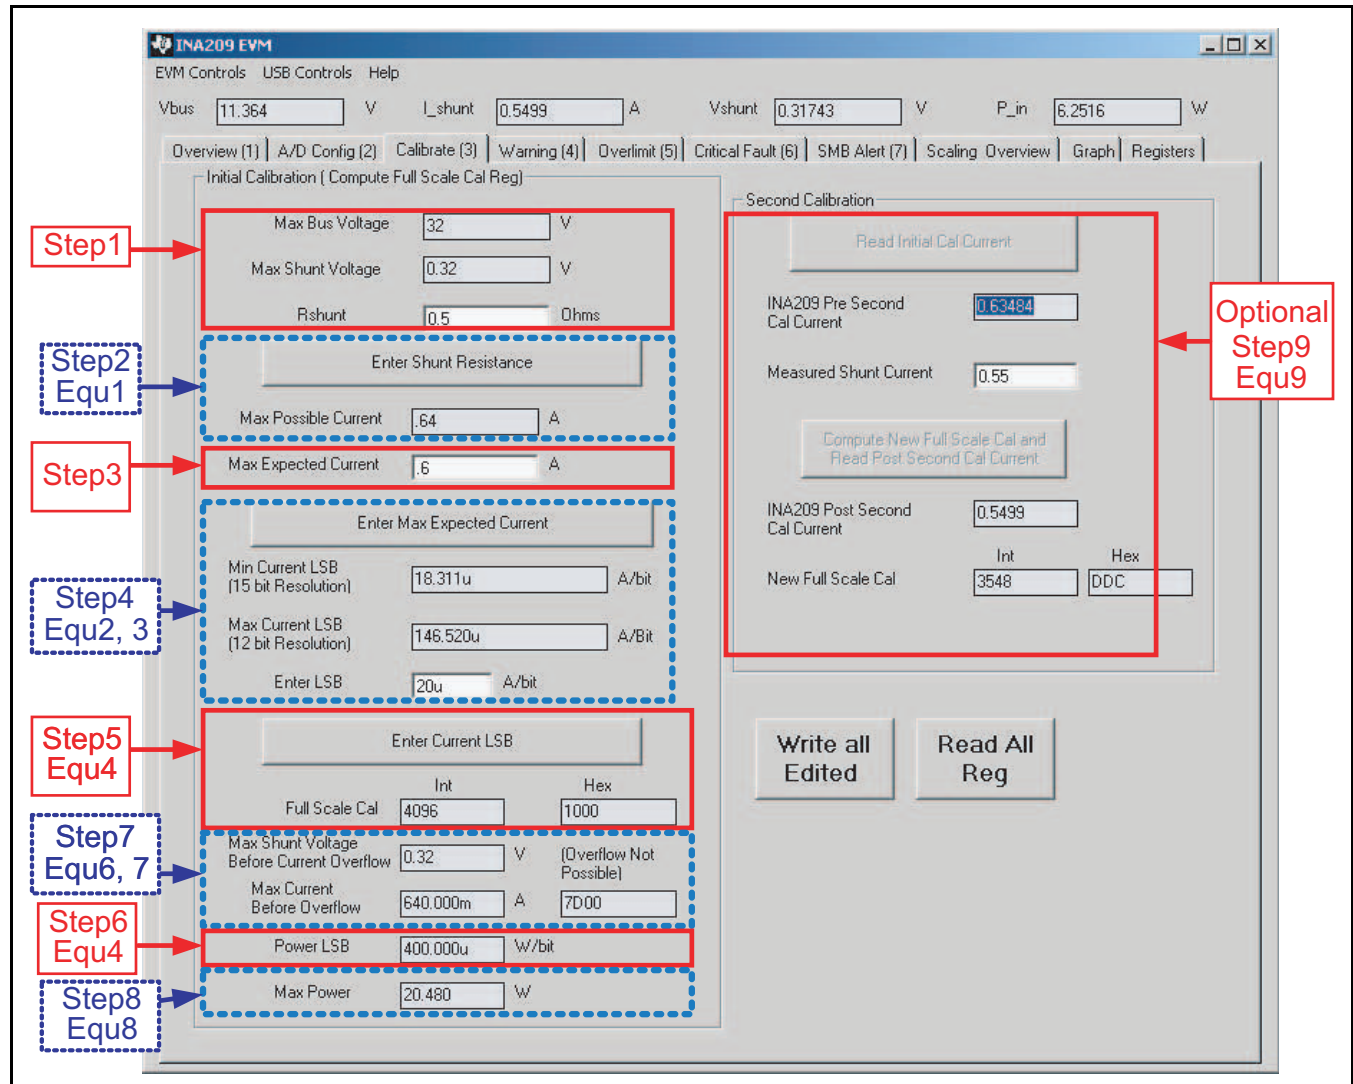 INA209 EVM
EVM Controls USB Controls Help
Vbus 11.364 V I_shunt 0.5499 A Vshunt 0.31743 V P_in 6.2516 W
Overview (1) A/D Config (2) Calibrate (3) Warning (4) Overlimit (5) Critical Fault (6) SMB Alert (7) Scaling Overview Graph Registers
Initial Calibration ( Compute Full Scale Cal Reg)
Step1
Max Bus Voltage 32 V
Max Shunt Voltage 0.32 V
Rshunt 0.5 Ohms
Step2
Equ1
Enter Shunt Resistance
Max Possible Current .64 A
Step3
Max Expected Current .6 A
Enter Max Expected Current
Step4
Equ2, 3
Min Current LSB
(15 bit Resolution) 18.311u A/bit
Max Current LSB
(12 bit Resolution) 146.520u A/Bit
Enter LSB 20u A/bit
Step5
Equ4
Enter Current LSB
Int Hex
Full Scale Cal 4096 1000
Step7
Equ6, 7
Max Shunt Voltage
Before Current Overflow 0.32 V (Overflow Not
Possible)
Max Current
Before Overflow 640.000m A 7D00
Step6
Equ4
Power LSB 400.000u W/bit
Step8
Equ8
Max Power 20.480 W
Second Calibration
Read Initial Cal Current
INA209 Pre Second
Cal Current 0.63484
Measured Shunt Current 0.55
Compute New Full Scale Cal and
Read Post Second Cal Current
INA209 Post Second
Cal Current 0.5499
Int Hex
New Full Scale Cal 3548 DDC
Optional
Step9
Equ9
Write all
Edited
Read All
Reg